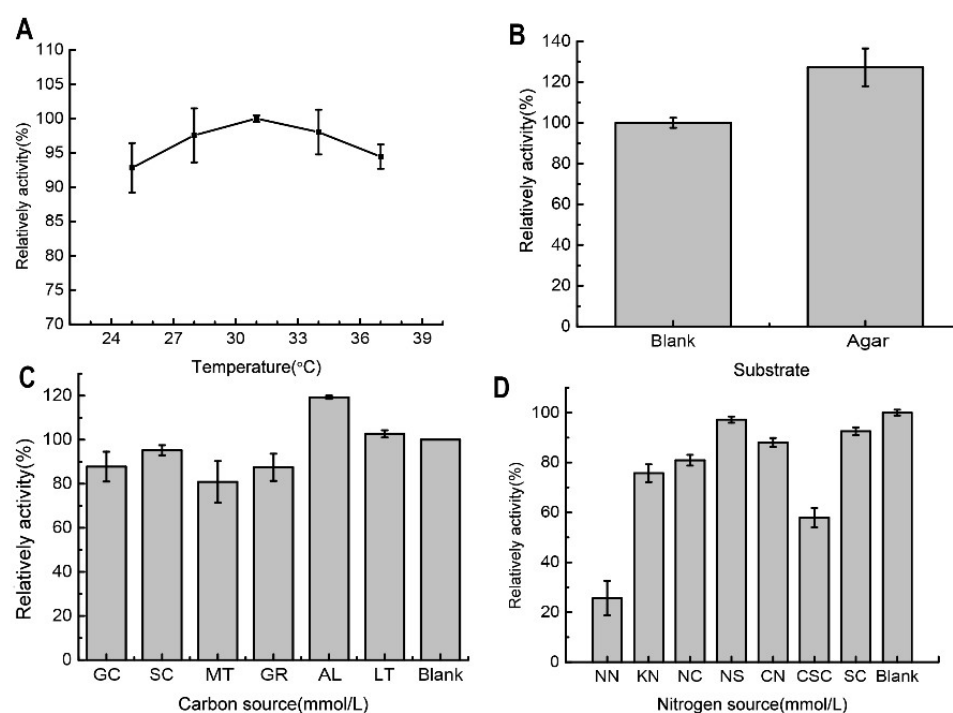 A
Relatively activity(%)
110
105
100
95
90
85
80
75
70
24 27 30 33 36 39
Temperature(°C)
B
Relatively activity(%)
140
120
100
80
60
40
20
0
Blank Agar
Substrate
C
Relatively activity(%)
120
100
80
60
40
20
0
GC SC MT GR AL LT Blank
Carbon source(mmol/L)
D
Relatively activity(%)
100
80
60
40
20
0
NN KN NC NS CN CSC SC Blank
Nitrogen source(mmol/L)